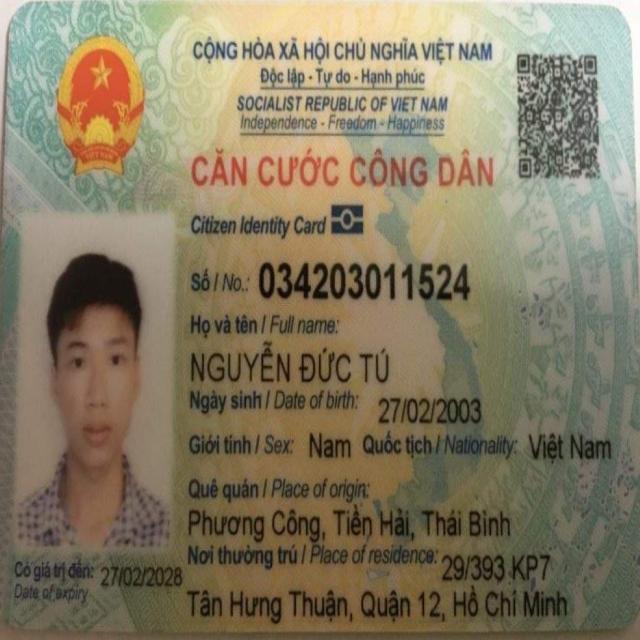 CỘNG HÒA XÃ HỘI CHỦ NGHĨA VIỆT NAM
Độc lập - Tự do - Hạnh phúc
SOCIALIST REPUBLIC OF VIET NAM
Independence - Freedom - Happiness
CĂN CƯỚC CÔNG DÂN
Citizen Identity Card
Số / No.: 034203011524
Họ và tên / Full name:
NGUYỄN ĐỨC TÚ
Ngày sinh / Date of birth: 27/02/2003
Giới tính / Sex: Nam Quốc tịch / Nationality: Việt Nam
Quê quán / Place of origin:
Phương Công, Tiền Hải, Thái Bình
Nơi thường trú / Place of residence: 29/393 KP7
Tân Hưng Thuận, Quận 12, Hồ Chí Minh
Có giá trị đến: 27/02/2028
Date of expiry